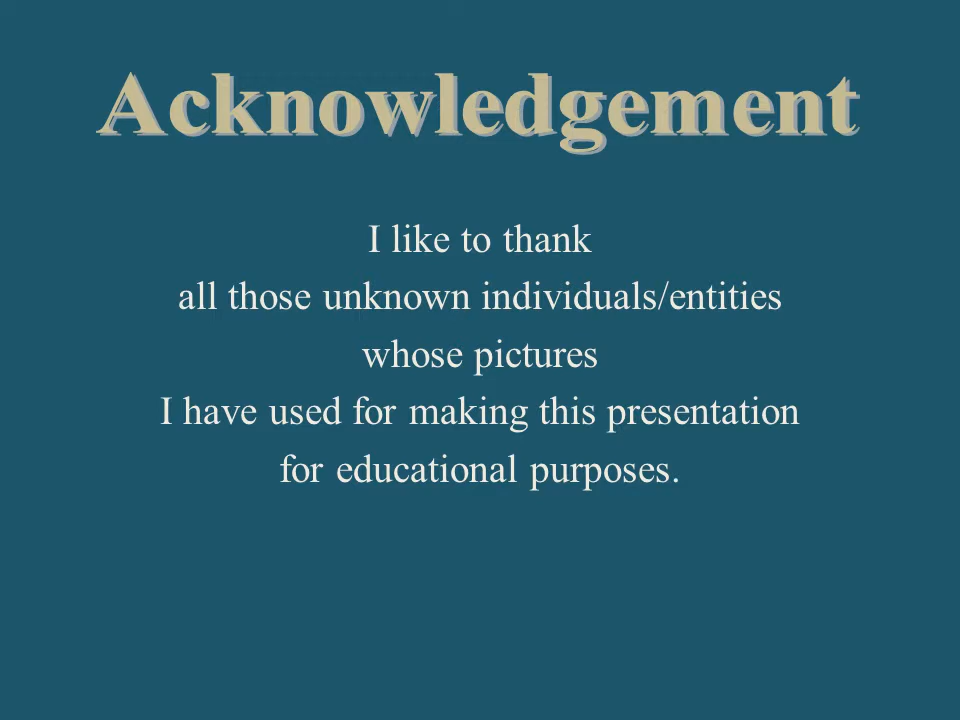 Acknowledgement
I like to thank
all those unknown individuals/entities
whose pictures
I have used for making this presentation
for educational purposes.